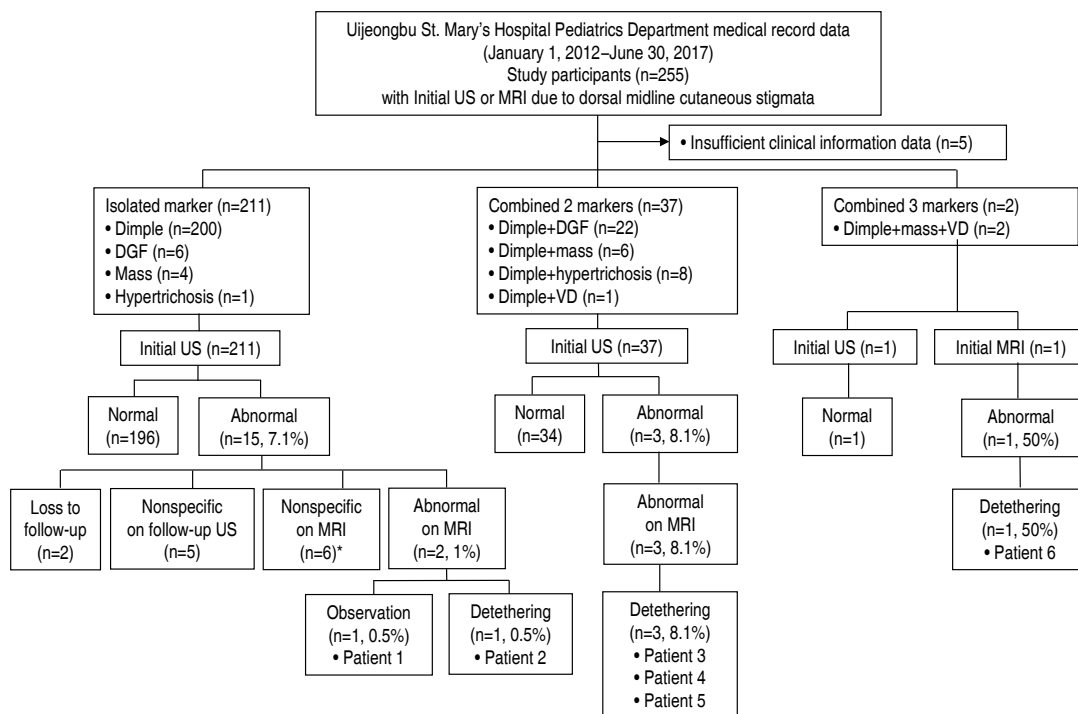 Uijeongbu St. Mary's Hospital Pediatrics Department medical record data
(January 1, 2012–June 30, 2017)
Study participants (n=255)
with Initial US or MRI due to dorsal midline cutaneous stigmata
• Insufficient clinical information data (n=5)
Isolated marker (n=211)
• Dimple (n=200)
• DGF (n=6)
• Mass (n=4)
• Hypertrichosis (n=1)
Combined 2 markers (n=37)
• Dimple+DGF (n=22)
• Dimple+mass (n=6)
• Dimple+hypertrichosis (n=8)
• Dimple+VD (n=1)
Combined 3 markers (n=2)
• Dimple+mass+VD (n=2)
Initial US (n=211)
Initial US (n=37)
Initial US (n=1)
Initial MRI (n=1)
Normal
(n=196)
Abnormal
(n=15, 7.1%)
Normal
(n=34)
Abnormal
(n=3, 8.1%)
Normal
(n=1)
Abnormal
(n=1, 50%)
Loss to
follow-up
(n=2)
Nonspecific
on follow-up US
(n=5)
Nonspecific
on MRI
(n=6)*
Abnormal
on MRI
(n=2, 1%)
Abnormal
on MRI
(n=3, 8.1%)
Detethering
(n=1, 50%)
• Patient 6
Observation
(n=1, 0.5%)
• Patient 1
Detethering
(n=1, 0.5%)
• Patient 2
Detethering
(n=3, 8.1%)
• Patient 3
• Patient 4
• Patient 5